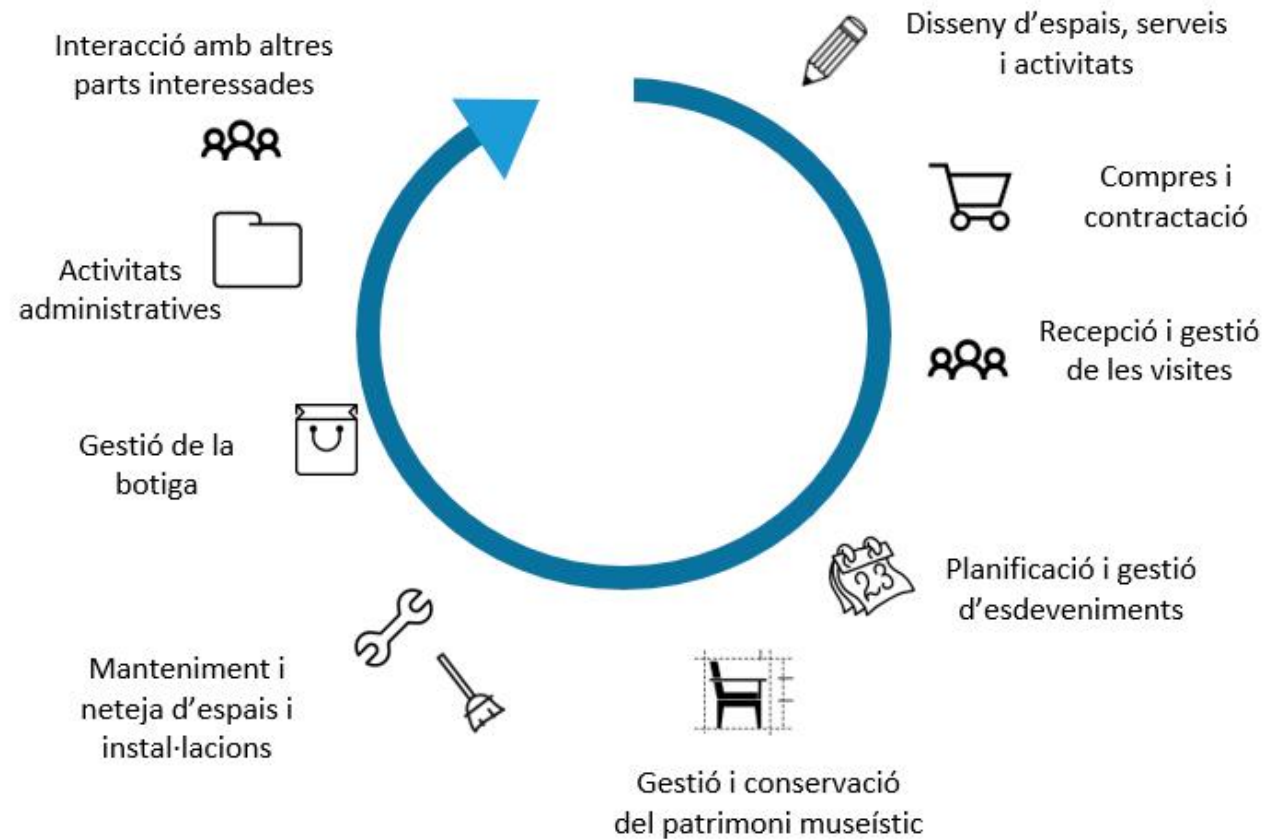 Disseny d’espais, serveis
i activitats
Compres i
contractació
Recepció i gestió
de les visites
Planificació i gestió
d’esdeveniments
23
Gestió i conservació
del patrimoni museístic
Manteniment i
neteja d’espais i
instal·lacions
Gestió de la
botiga
Activitats
administratives
Interacció amb altres
parts interessades